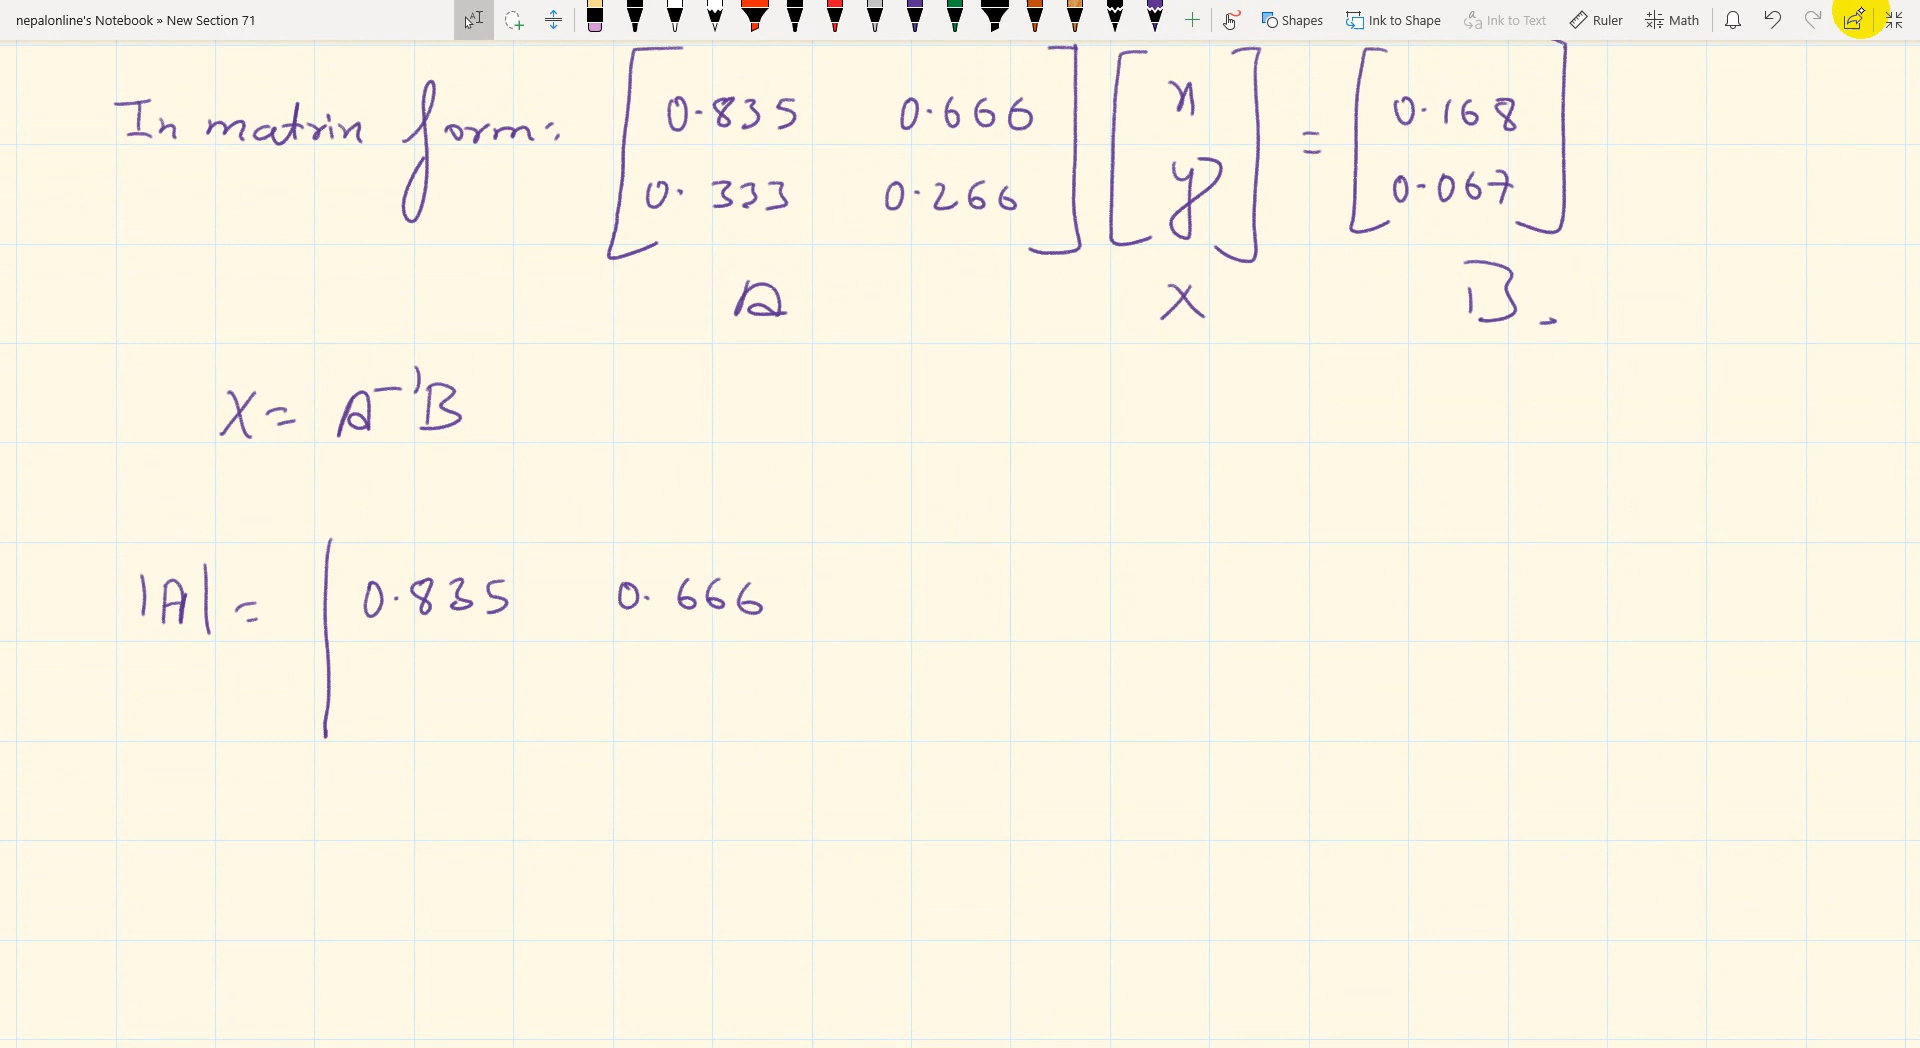 nepalonline's Notebook » New Section 71 Shapes Ink to Shape Ink to Text Ruler Math
In matrix form: [0.835 0.666] [x] = [0.168]
[0.333 0.266] [y] [0.067]
A X B.
X = A⁻¹B
|A| = | 0.835 0.666